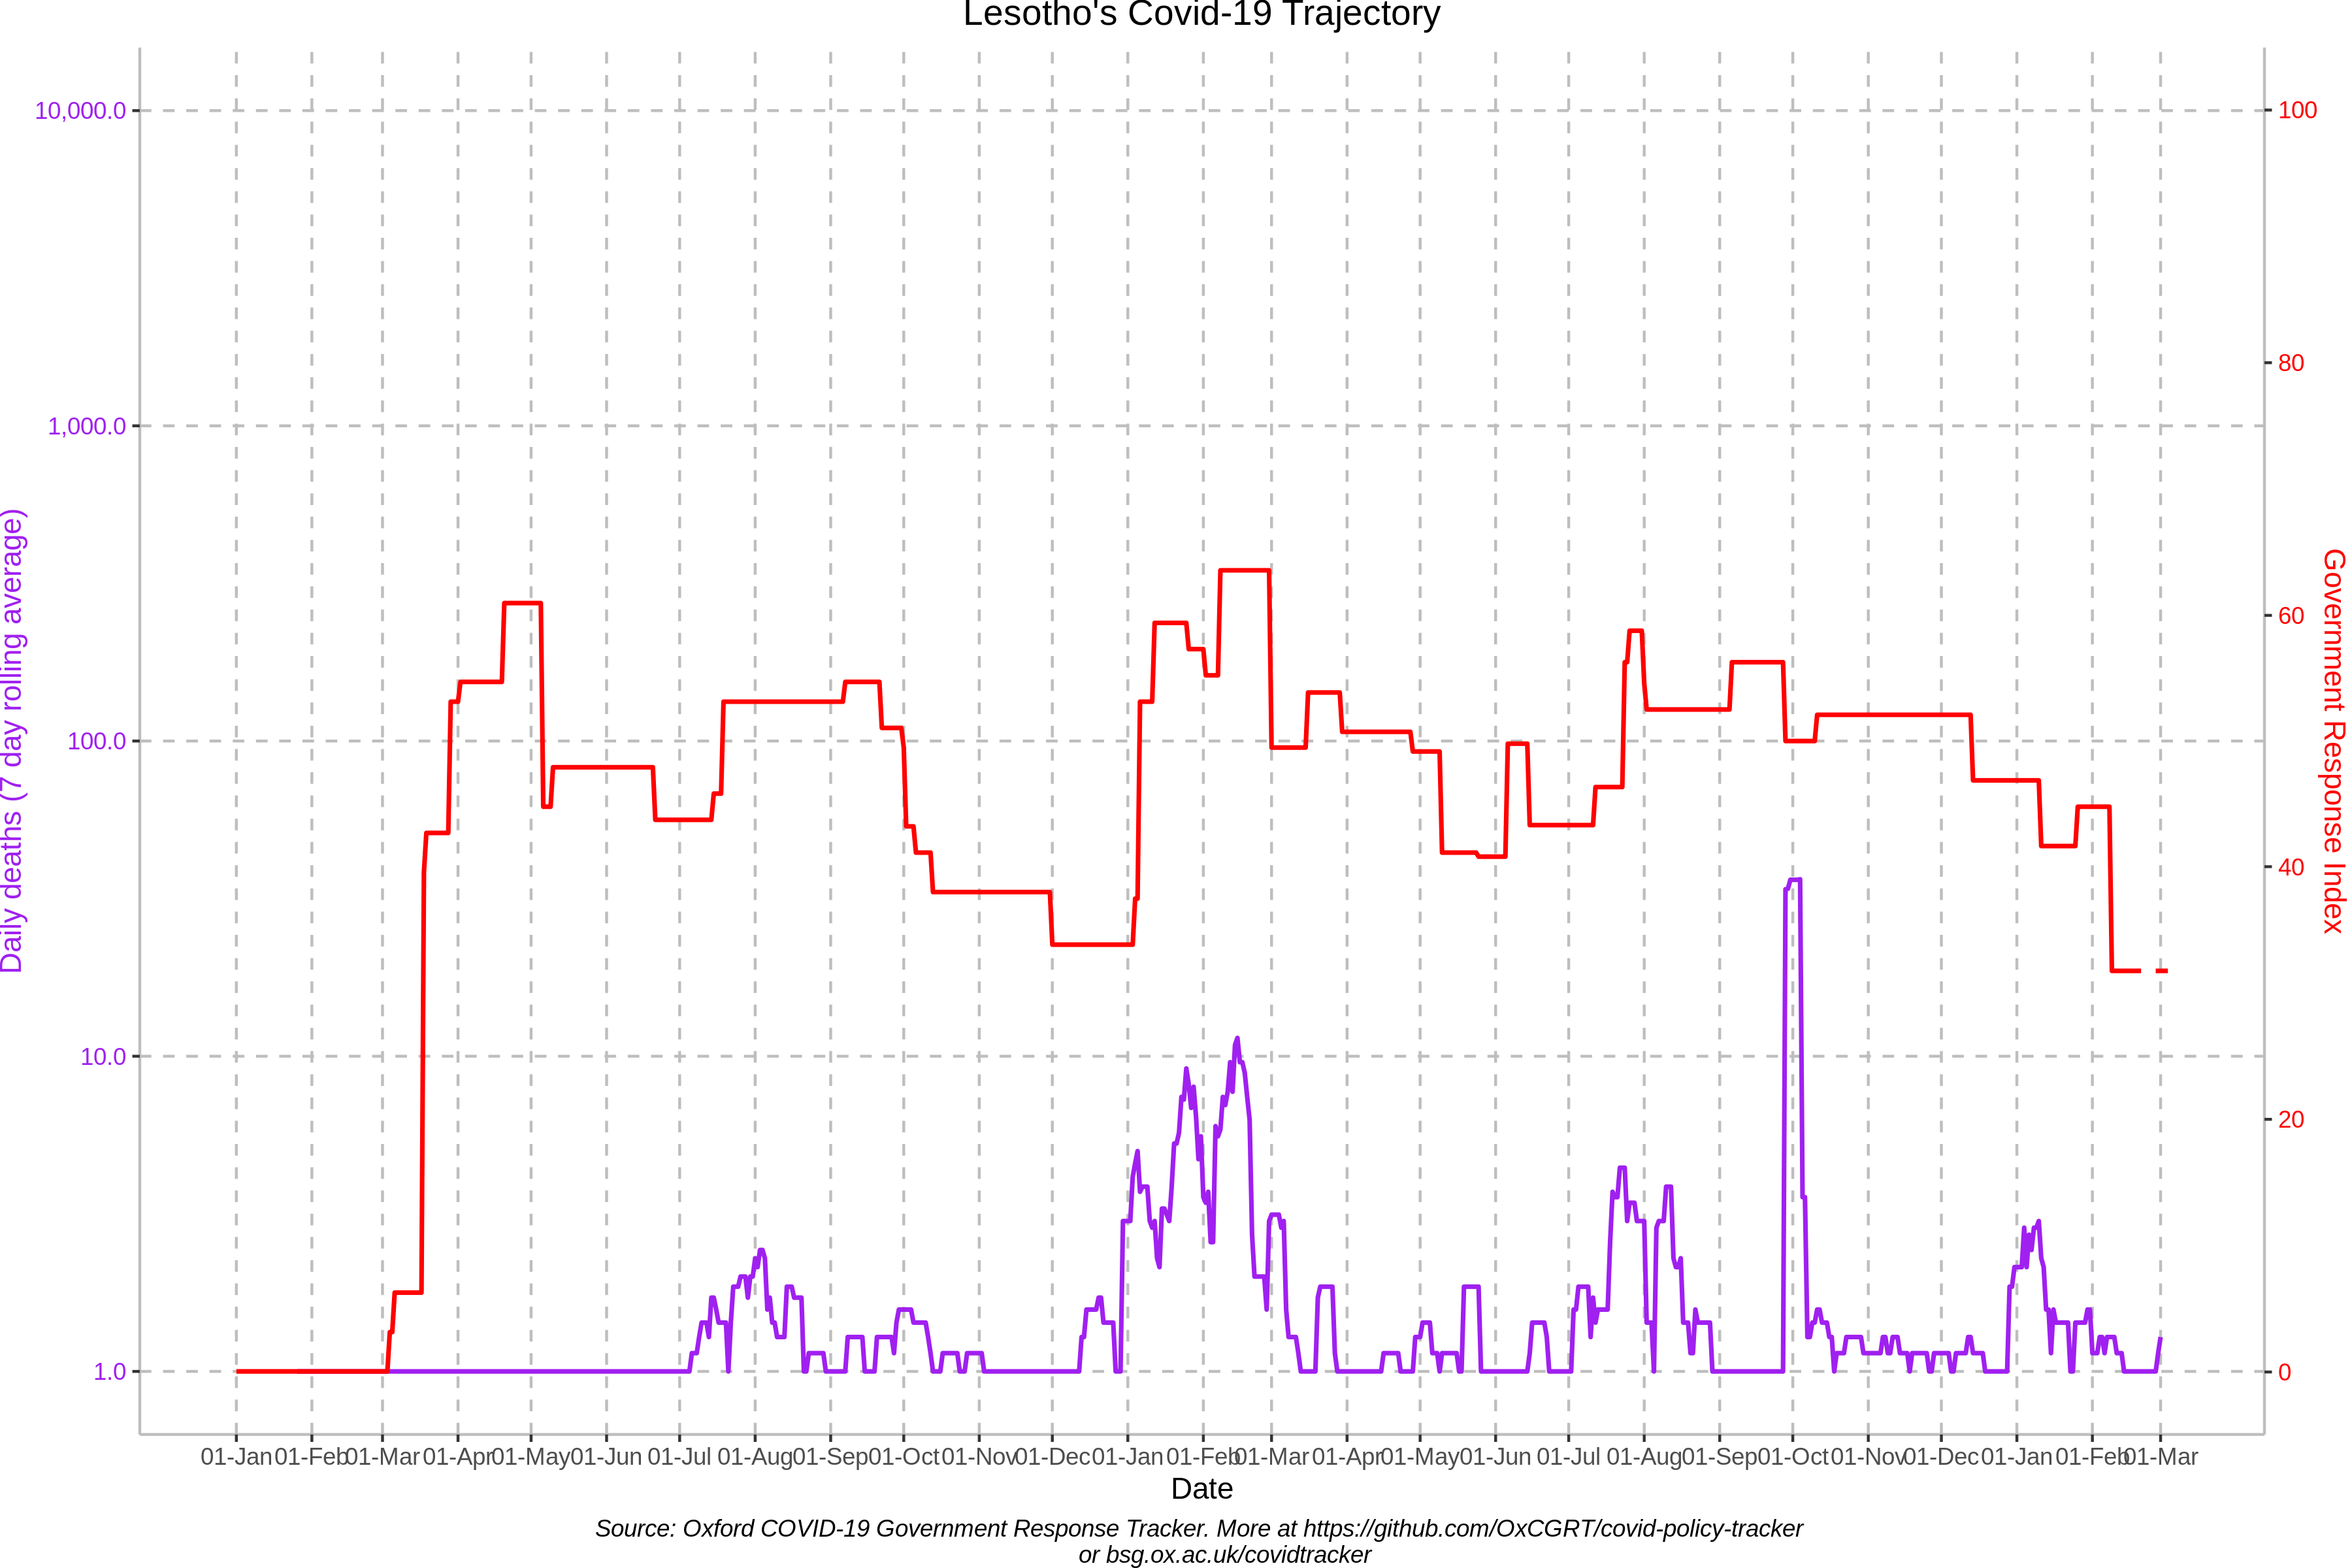 Lesotho's Covid-19 Trajectory
10,000.0
1,000.0
100.0
10.0
1.0
Daily deaths (7 day rolling average)
100
80
60
40
20
0
Government Response Index
01-Jan 01-Feb 01-Mar 01-Apr 01-May 01-Jun 01-Jul 01-Aug 01-Sep 01-Oct 01-Nov 01-Dec 01-Jan 01-Feb 01-Mar 01-Apr 01-May 01-Jun 01-Jul 01-Aug 01-Sep 01-Oct 01-Nov 01-Dec 01-Jan 01-Feb 01-Mar
Date
Source: Oxford COVID-19 Government Response Tracker. More at https://github.com/OxCGRT/covid-policy-tracker
or bsg.ox.ac.uk/covidtracker